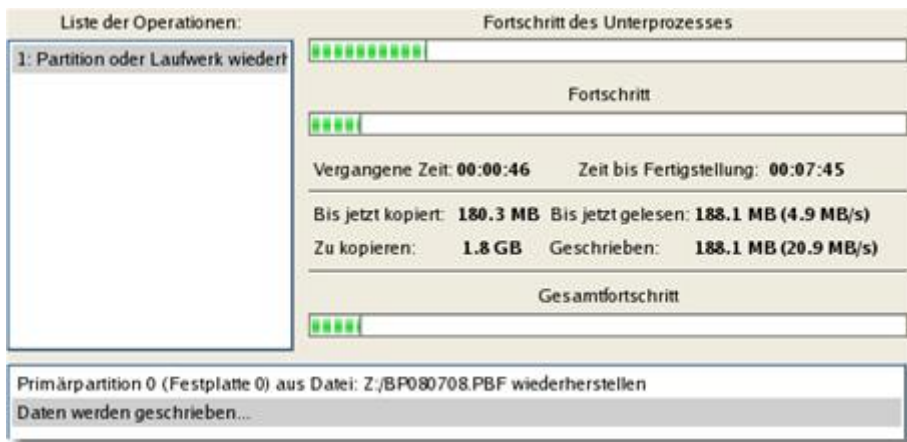 Liste der Operationen:
1: Partition oder Laufwerk wiederh
Fortschritt des Unterprozesses
Fortschritt
Vergangene Zeit: 00:00:46 Zeit bis Fertigstellung: 00:07:45
Bis jetzt kopiert: 180.3 MB Bis jetzt gelesen: 188.1 MB (4.9 MB/s)
Zu kopieren: 1.8 GB Geschrieben: 188.1 MB (20.9 MB/s)
Gesamtfortschritt
Primärpartition 0 (Festplatte 0) aus Datei: Z:/BP080708.PBF wiederherstellen
Daten werden geschrieben...